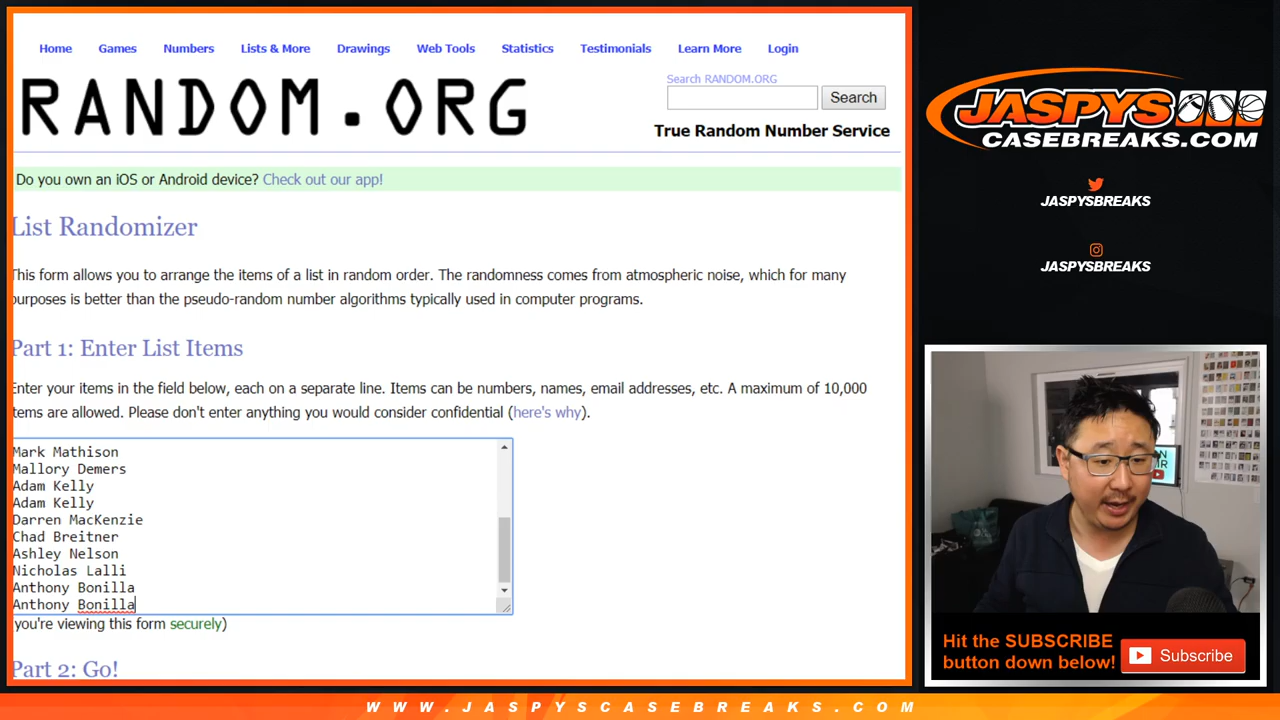 Home Games Numbers Lists & More Drawings Web Tools Statistics Testimonials Learn More Login
RANDOM.ORG
Search RANDOM.ORG
Search
True Random Number Service
Do you own an iOS or Android device? Check out our app!
List Randomizer
This form allows you to arrange the items of a list in random order. The randomness comes from atmospheric noise, which for many
purposes is better than the pseudo-random number algorithms typically used in computer programs.
Part 1: Enter List Items
Enter your items in the field below, each on a separate line. Items can be numbers, names, email addresses, etc. A maximum of 10,000
items are allowed. Please don't enter anything you would consider confidential (here's why).
Mark Mathison
Mallory Demers
Adam Kelly
Adam Kelly
Darren MacKenzie
Chad Breitner
Ashley Nelson
Nicholas Lalli
Anthony Bonilla
Anthony Bonilla
you're viewing this form securely)
Part 2: Go!
JASPYS
CASEBREAKS.COM
JASPYSBREAKS
JASPYSBREAKS
Hit the SUBSCRIBE
button down below!
Subscribe
WWW.JASPYSCASEBREAKS.COM